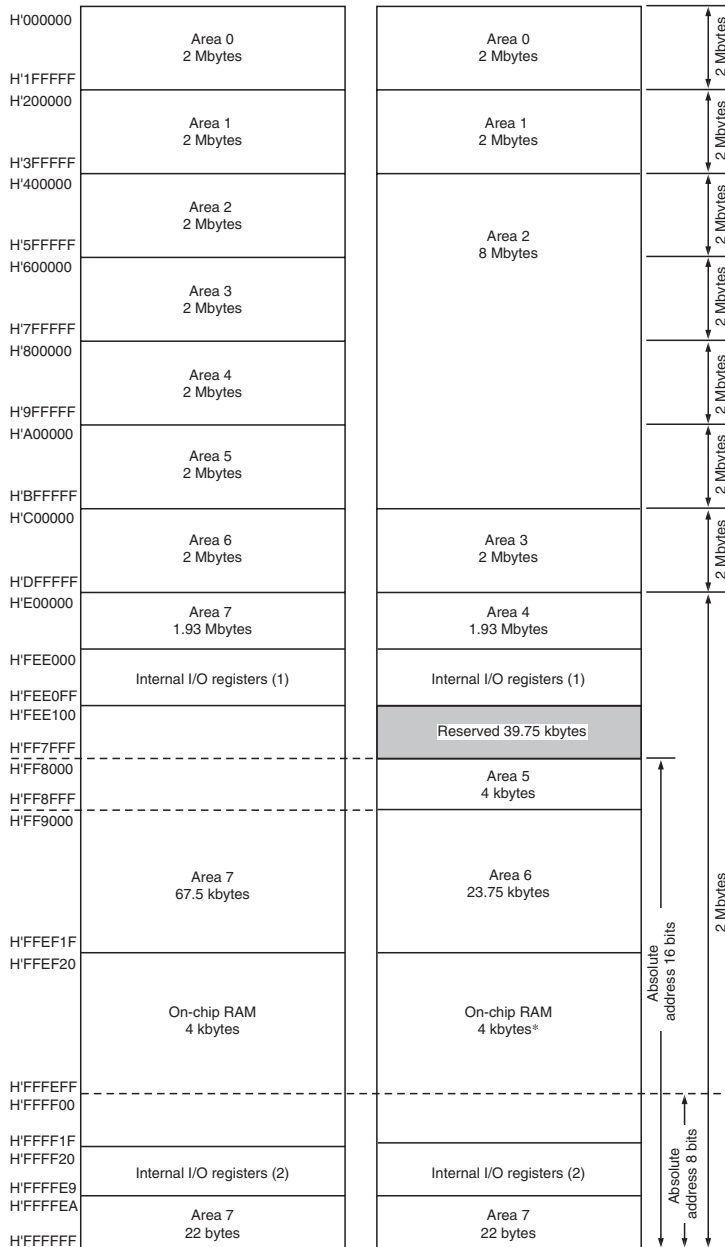 H'000000
Area 0
2 Mbytes
Area 0
2 Mbytes
2 Mbytes
H'1FFFFF
H'200000
Area 1
2 Mbytes
Area 1
2 Mbytes
2 Mbytes
H'3FFFFF
H'400000
Area 2
2 Mbytes
Area 2
8 Mbytes
2 Mbytes
H'5FFFFF
H'600000
Area 3
2 Mbytes
2 Mbytes
H'7FFFFF
H'800000
Area 4
2 Mbytes
2 Mbytes
H'9FFFFF
H'A00000
Area 5
2 Mbytes
2 Mbytes
H'BFFFFF
H'C00000
Area 6
2 Mbytes
Area 3
2 Mbytes
2 Mbytes
H'DFFFFF
H'E00000
Area 7
1.93 Mbytes
Area 4
1.93 Mbytes
H'FEE000
Internal I/O registers (1)
Internal I/O registers (1)
H'FEE0FF
H'FEE100
Reserved 39.75 kbytes
H'FF7FFF
H'FF8000
Area 5
4 kbytes
H'FF8FFF
H'FF9000
Area 7
67.5 kbytes
Area 6
23.75 kbytes
2 Mbytes
Absolute
address 16 bits
H'FFEF1F
H'FFEF20
On-chip RAM
4 kbytes
On-chip RAM
4 kbytes*
H'FFFEFF
H'FFFF00
H'FFFF1F
H'FFFF20
Internal I/O registers (2)
Internal I/O registers (2)
Absolute
address 8 bits
H'FFFFE9
H'FFFFEA
Area 7
22 bytes
Area 7
22 bytes
H'FFFFFF